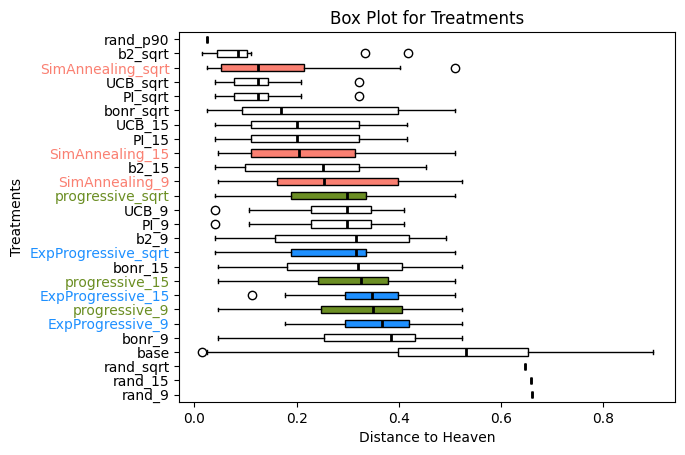 Box Plot for Treatments
Treatments
rand_p90
b2_sqrt
SimAnnealing_sqrt
UCB_sqrt
PI_sqrt
bonr_sqrt
UCB_15
PI_15
SimAnnealing_15
b2_15
SimAnnealing_9
progressive_sqrt
UCB_9
PI_9
b2_9
ExpProgressive_sqrt
bonr_15
progressive_15
ExpProgressive_15
progressive_9
ExpProgressive_9
bonr_9
base
rand_sqrt
rand_15
rand_9
0.0 0.2 0.4 0.6 0.8
Distance to Heaven